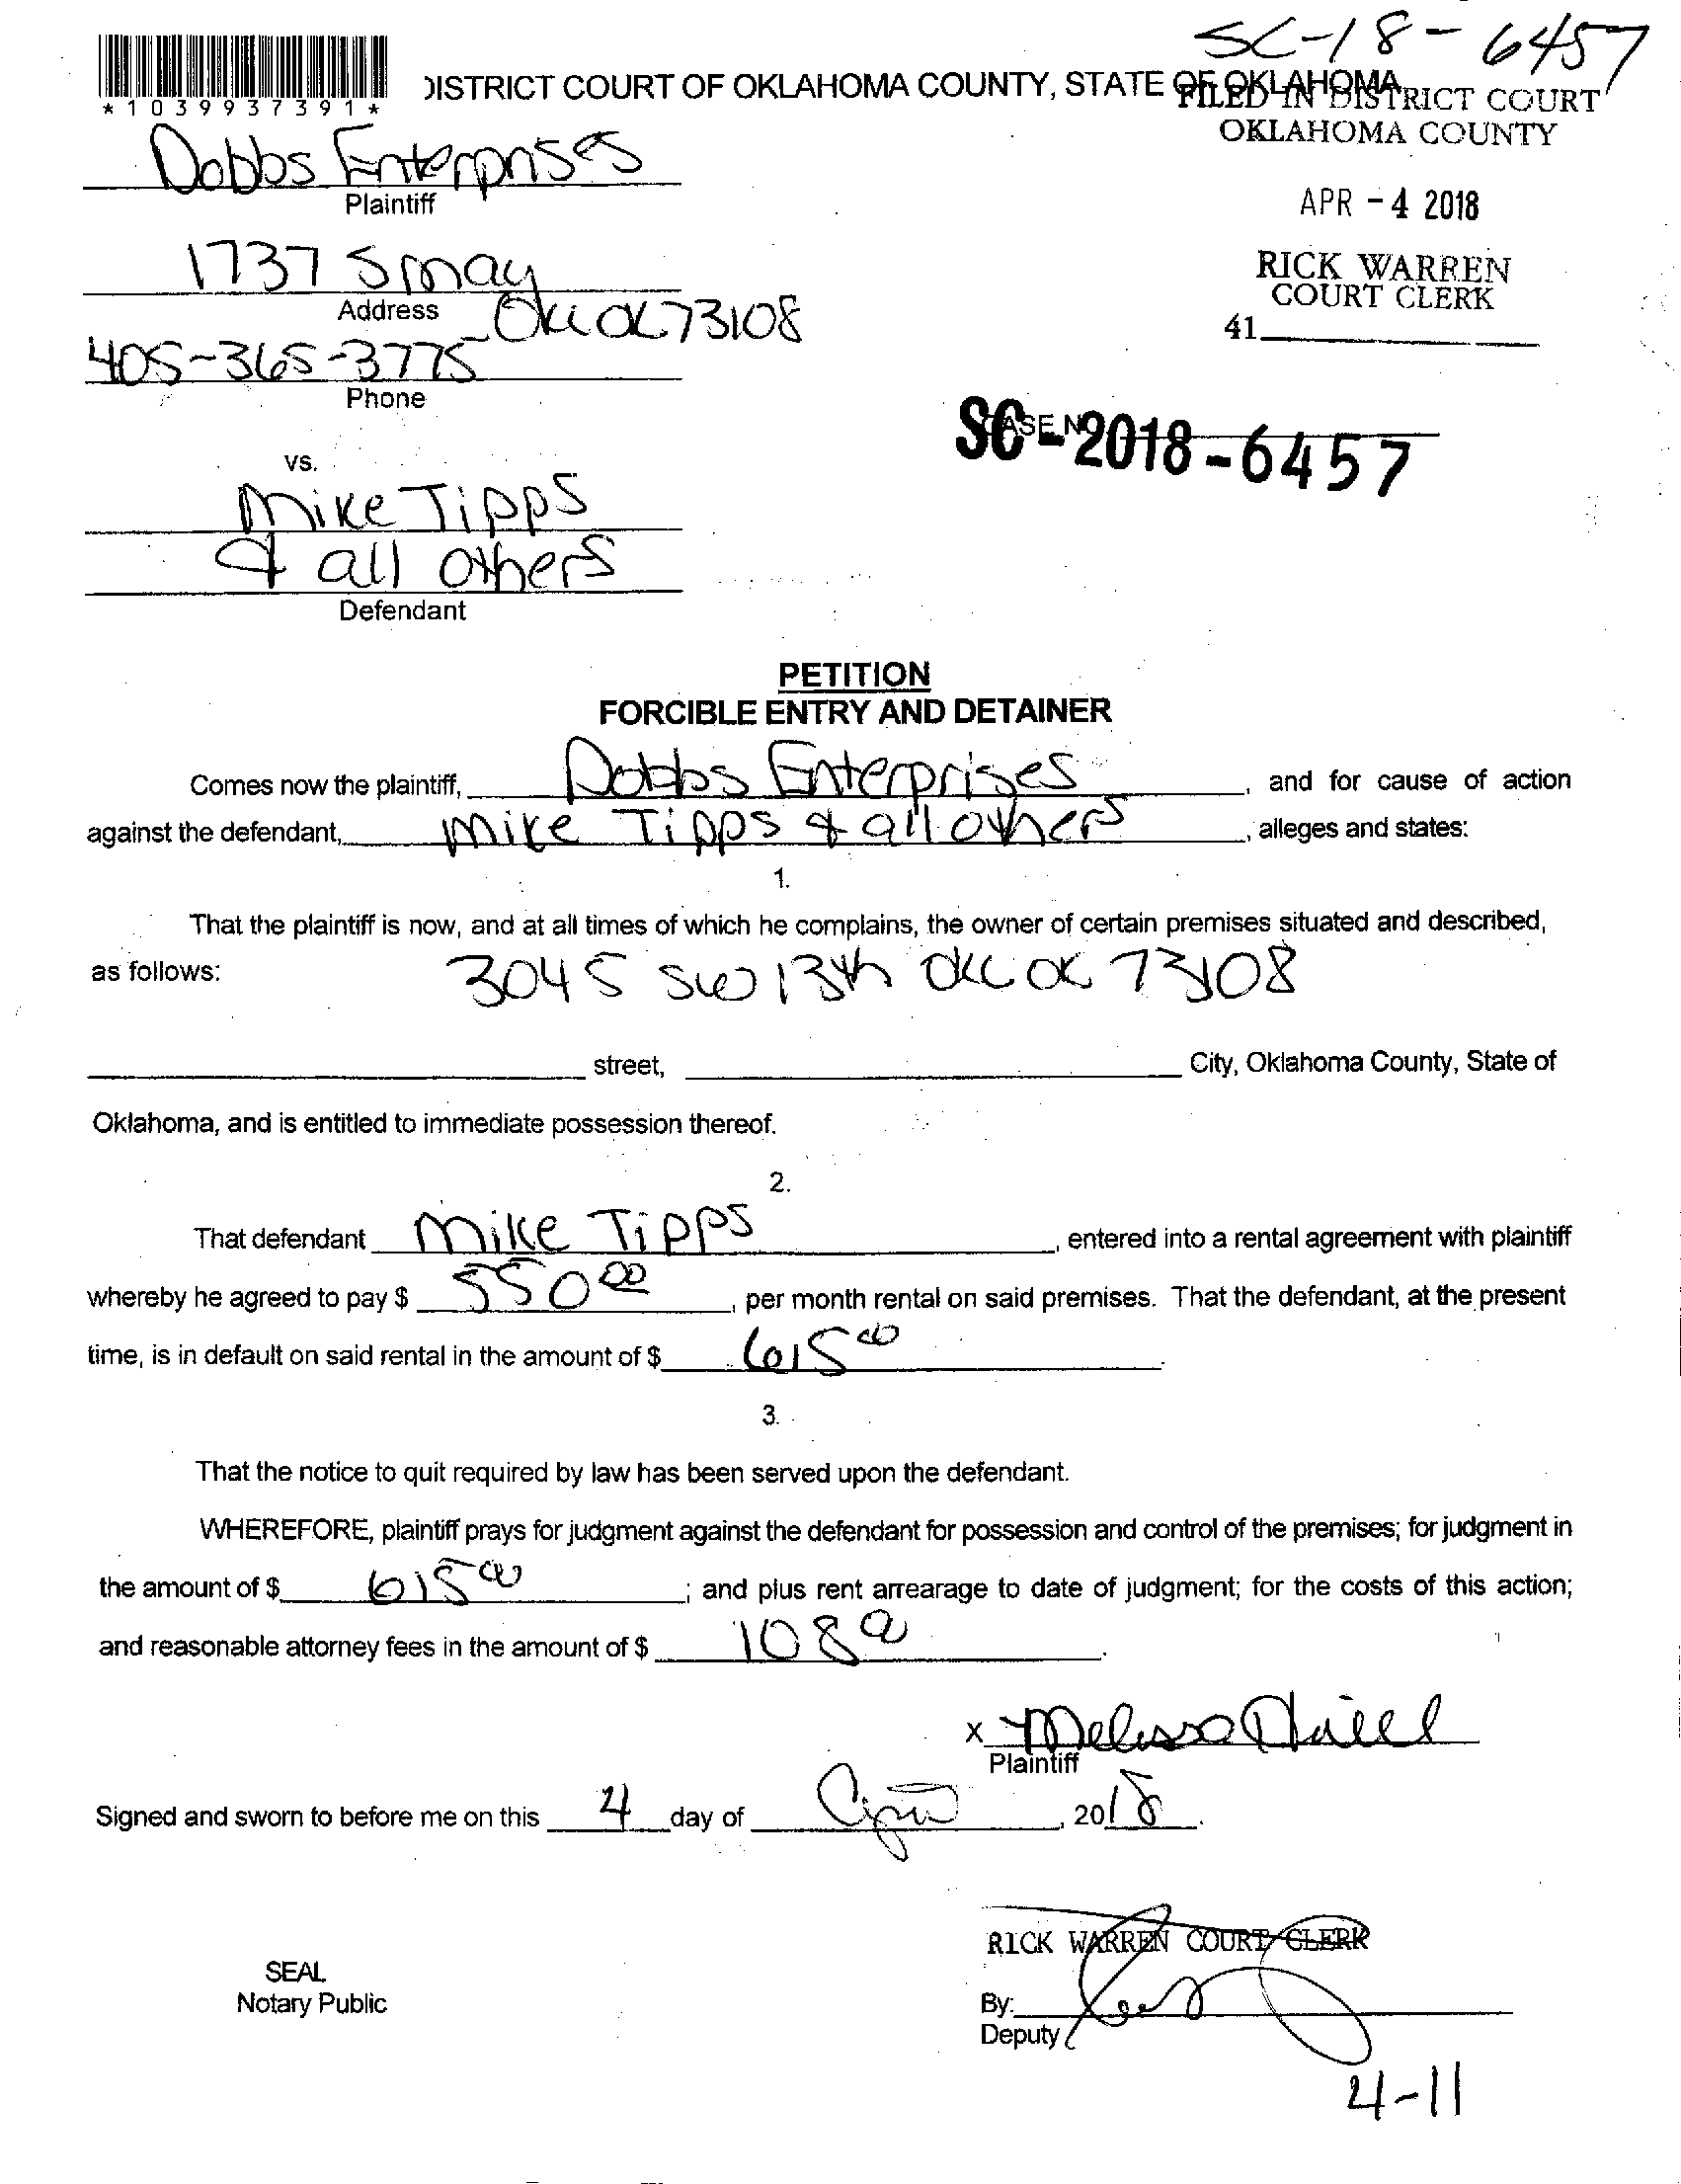 SC-18-6457
*1039937391*
DISTRICT COURT OF OKLAHOMA COUNTY, STATE OF OKLAHOMA
FILED IN DISTRICT COURT
OKLAHOMA COUNTY
Dobbs Enterprises
Plaintiff
APR -4 2018
1737 S May
RICK WARREN
COURT CLERK
Address
OKC OK 73108
41
405-365-3775
Phone
CASE NO.
SC-2018-6457
vs.
Mike Tipps
& all others
Defendant
PETITION
FORCIBLE ENTRY AND DETAINER
Comes now the plaintiff, Dobbs Enterprises, and for cause of action
against the defendant, Mike Tipps & all others, alleges and states:
1.
That the plaintiff is now, and at all times of which he complains, the owner of certain premises situated and described,
as follows: 3045 SW 13th OKC OK 73108
street, City, Oklahoma County, State of
Oklahoma, and is entitled to immediate possession thereof.
2.
That defendant Mike Tipps, entered into a rental agreement with plaintiff
whereby he agreed to pay $ 550 00, per month rental on said premises. That the defendant, at the present
time, is in default on said rental in the amount of $ 615 00.
3.
That the notice to quit required by law has been served upon the defendant.
WHEREFORE, plaintiff prays for judgment against the defendant for possession and control of the premises; for judgment in
the amount of $ 615 00; and plus rent arrearage to date of judgment; for the costs of this action;
and reasonable attorney fees in the amount of $ 108 00.
x Melissa
Plaintiff
Signed and sworn to before me on this 4 day of April, 2018.
RICK WARREN COURT CLERK
SEAL
Notary Public
By:
Deputy
4-11